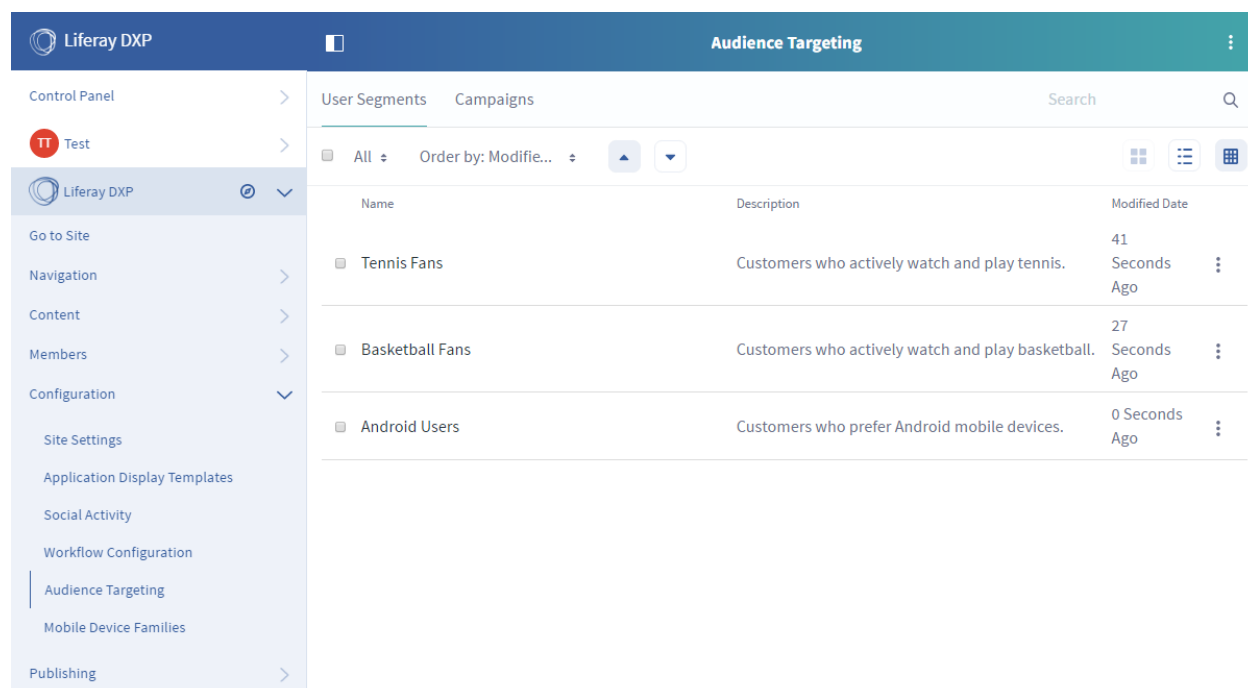 Liferay DXP
Audience Targeting
Control Panel
TT Test
Liferay DXP
Go to Site
Navigation
Content
Members
Configuration
Site Settings
Application Display Templates
Social Activity
Workflow Configuration
Audience Targeting
Mobile Device Families
Publishing
User Segments Campaigns Search
All Order by: Modifie...
Name Description Modified Date
Tennis Fans Customers who actively watch and play tennis. 41
Seconds
Ago
Basketball Fans Customers who actively watch and play basketball. 27
Seconds
Ago
Android Users Customers who prefer Android mobile devices. 0 Seconds
Ago